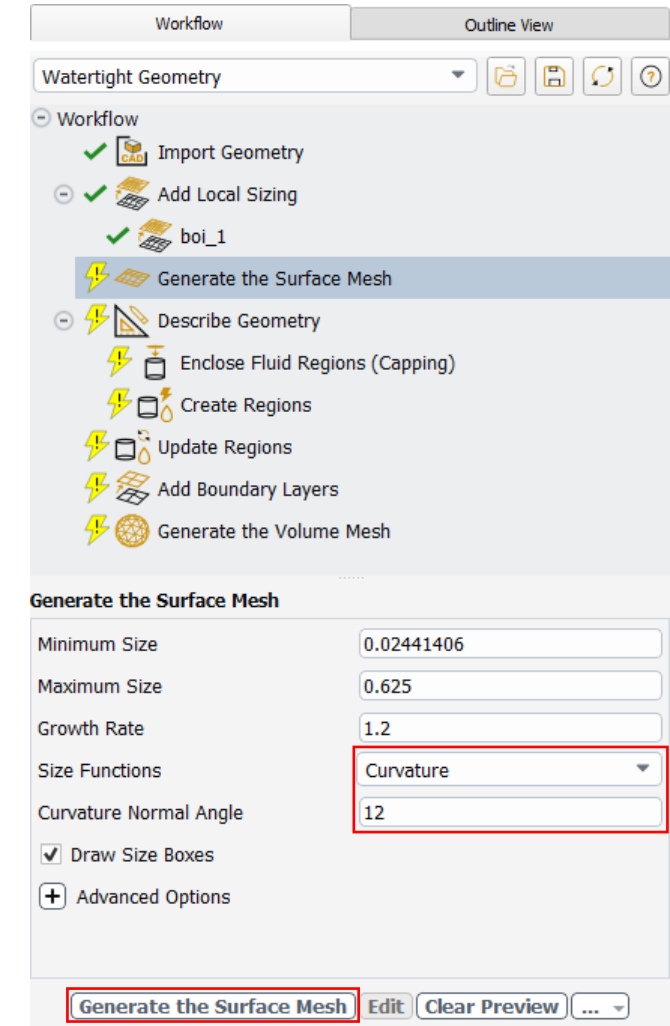 Workflow
Outline View
Watertight Geometry
Workflow
CAD Import Geometry
Add Local Sizing
boi_1
Generate the Surface Mesh
Describe Geometry
Enclose Fluid Regions (Capping)
Create Regions
Update Regions
Add Boundary Layers
Generate the Volume Mesh
Generate the Surface Mesh
Minimum Size 0.02441406
Maximum Size 0.625
Growth Rate 1.2
Size Functions Curvature
Curvature Normal Angle 12
Draw Size Boxes
Advanced Options
Generate the Surface Mesh Edit Clear Preview ...